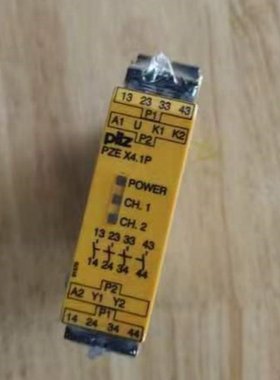 13 23 33 43
P1
A1 U K1 K2
P2
pilz
PZE X4.1P
POWER
CH. 1
CH. 2
13 23 33 43
14 24 34 44
P2
A2 Y1 Y2
P1
14 24 34 44